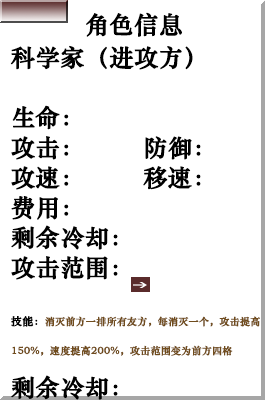 角色信息
科学家（进攻方）
生命：
攻击： 防御：
攻速： 移速：
费用：
剩余冷却：
攻击范围：
技能：消灭前方一排所有友方，每消灭一个，攻击提高
150%，速度提高200%，攻击范围变为前方四格
剩余冷却：